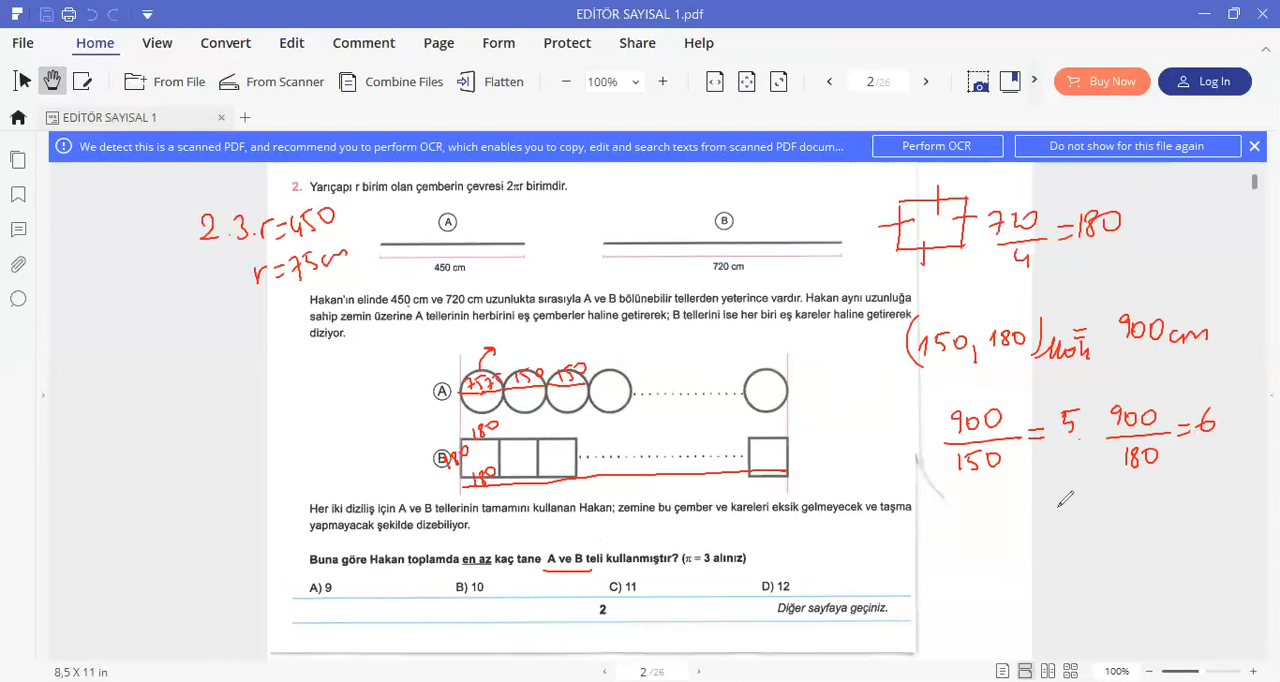 EDİTÖR SAYISAL 1.pdf
File Home View Convert Edit Comment Page Form Protect Share Help
From File From Scanner Combine Files Flatten 100% 2 /26 Buy Now Log In
EDİTÖR SAYISAL 1
We detect this is a scanned PDF, and recommend you to perform OCR, which enables you to copy, edit and search texts from scanned PDF docum... Perform OCR Do not show for this file again
2. Yarıçapı r birim olan çemberin çevresi 2πr birimdir.
2.3.r=450
r=75cm
A B
450 cm 720 cm
720/4 =180
Hakan'ın elinde 450 cm ve 720 cm uzunlukta sırasıyla A ve B bölünebilir tellerden yeterince vardır. Hakan aynı uzunluğa
sahip zemin üzerine A tellerinin herbirini eş çemberler haline getirerek; B tellerini ise her biri eş kareler haline getirerek
diziyor.
(150, 180) = 900cm
A 75 75 150 150
180
B 180
180
900/150 = 5. 900/180 = 6
Her iki diziliş için A ve B tellerinin tamamını kullanan Hakan; zemine bu çember ve kareleri eksik gelmeyecek ve taşma
yapmayacak şekilde dizebiliyor.
Buna göre Hakan toplamda en az kaç tane A ve B teli kullanmıştır? (π = 3 alınız)
A) 9 B) 10 C) 11 D) 12
2 Diğer sayfaya geçiniz.
8,5 X 11 in 2 /26 100%